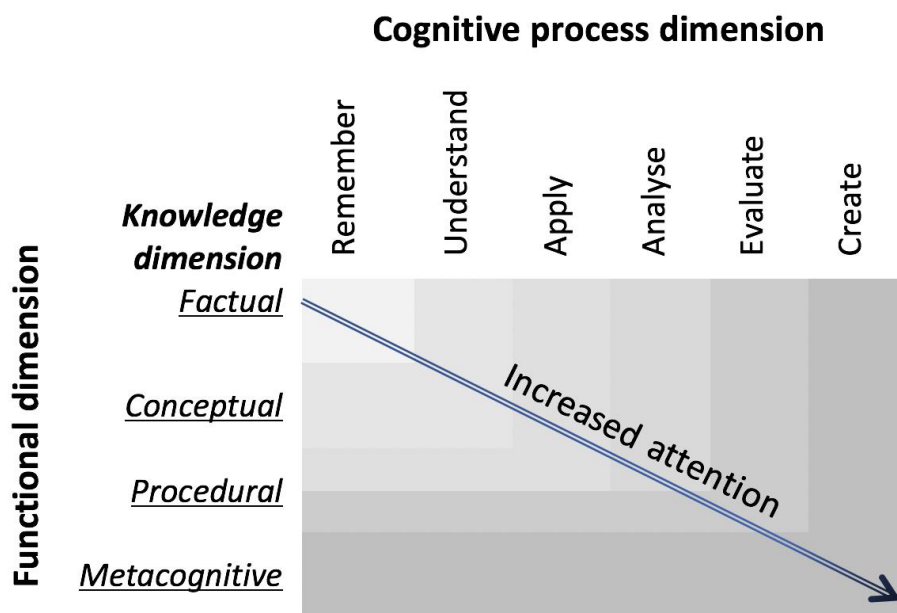 Cognitive process dimension
Remember
Understand
Apply
Analyse
Evaluate
Create
Knowledge
dimension
Functional dimension
Factual
Conceptual
Procedural
Metacognitive
Increased attention